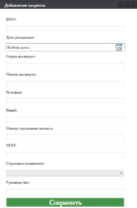 Добавление пациента
ФИО:
Дата рождения:
Выбор даты
15
Серия паспорта:
Номер паспорта:
Телефон:
Email:
Номер страхового полиса:
Страховая компания:
Сохранить